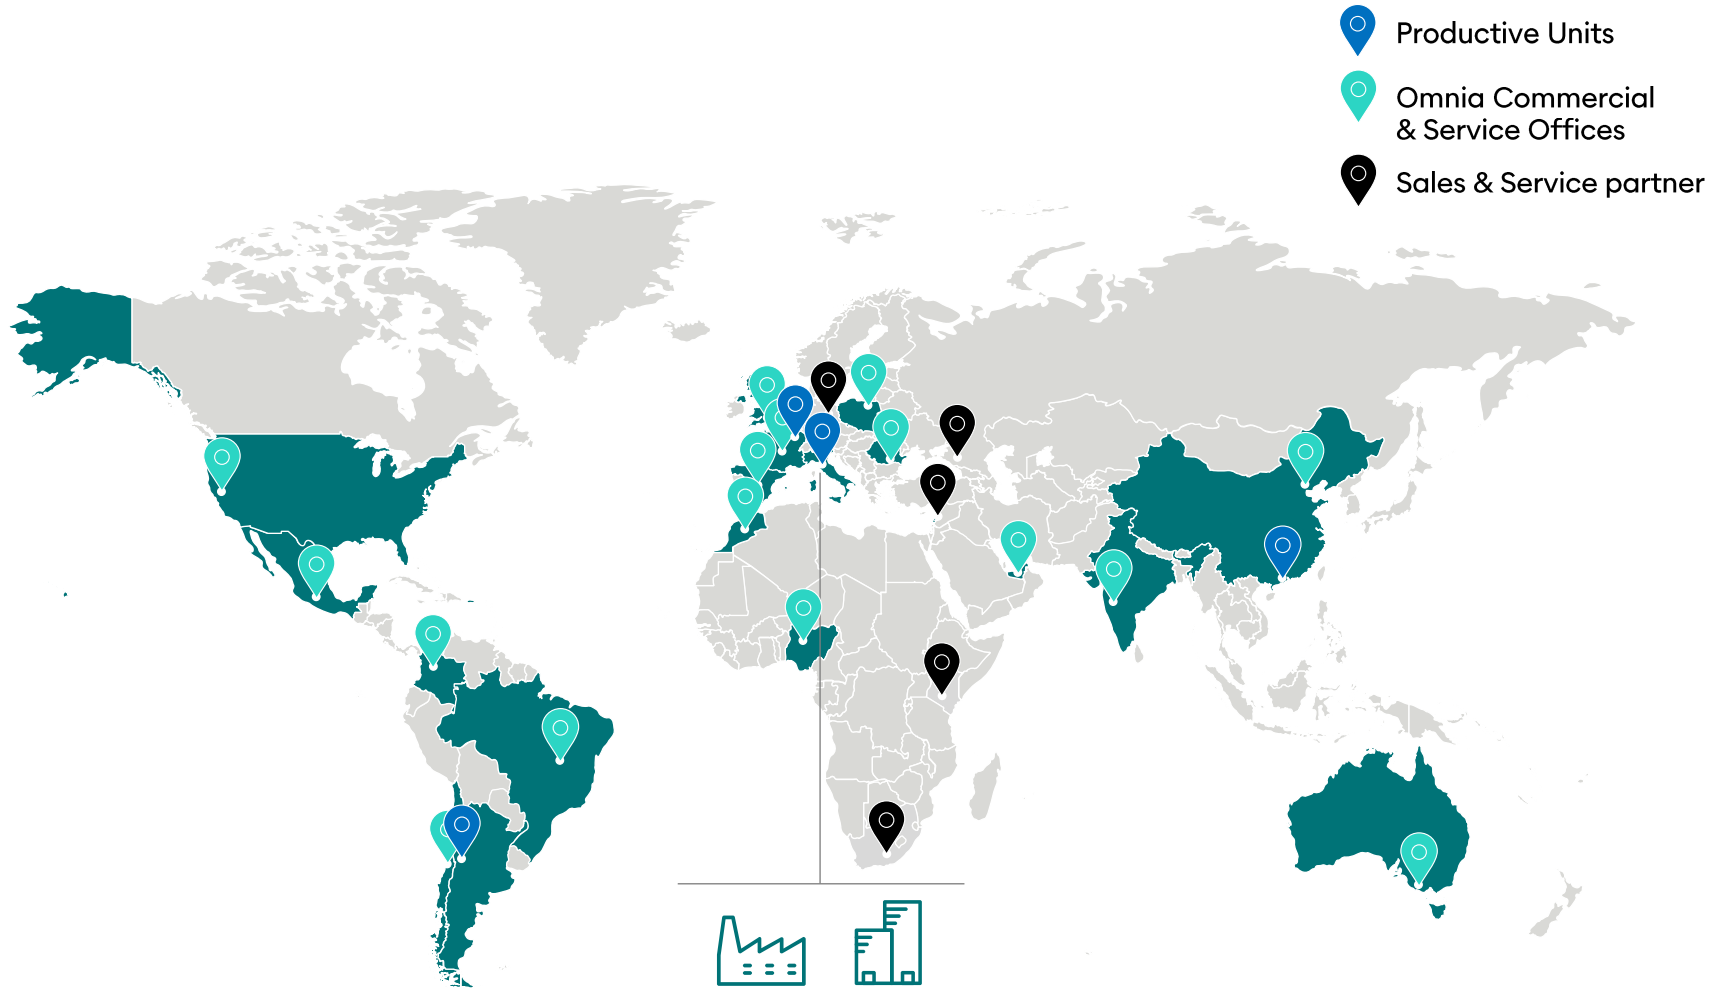 Productive Units
Omnia Commercial
& Service Offices
Sales & Service partner